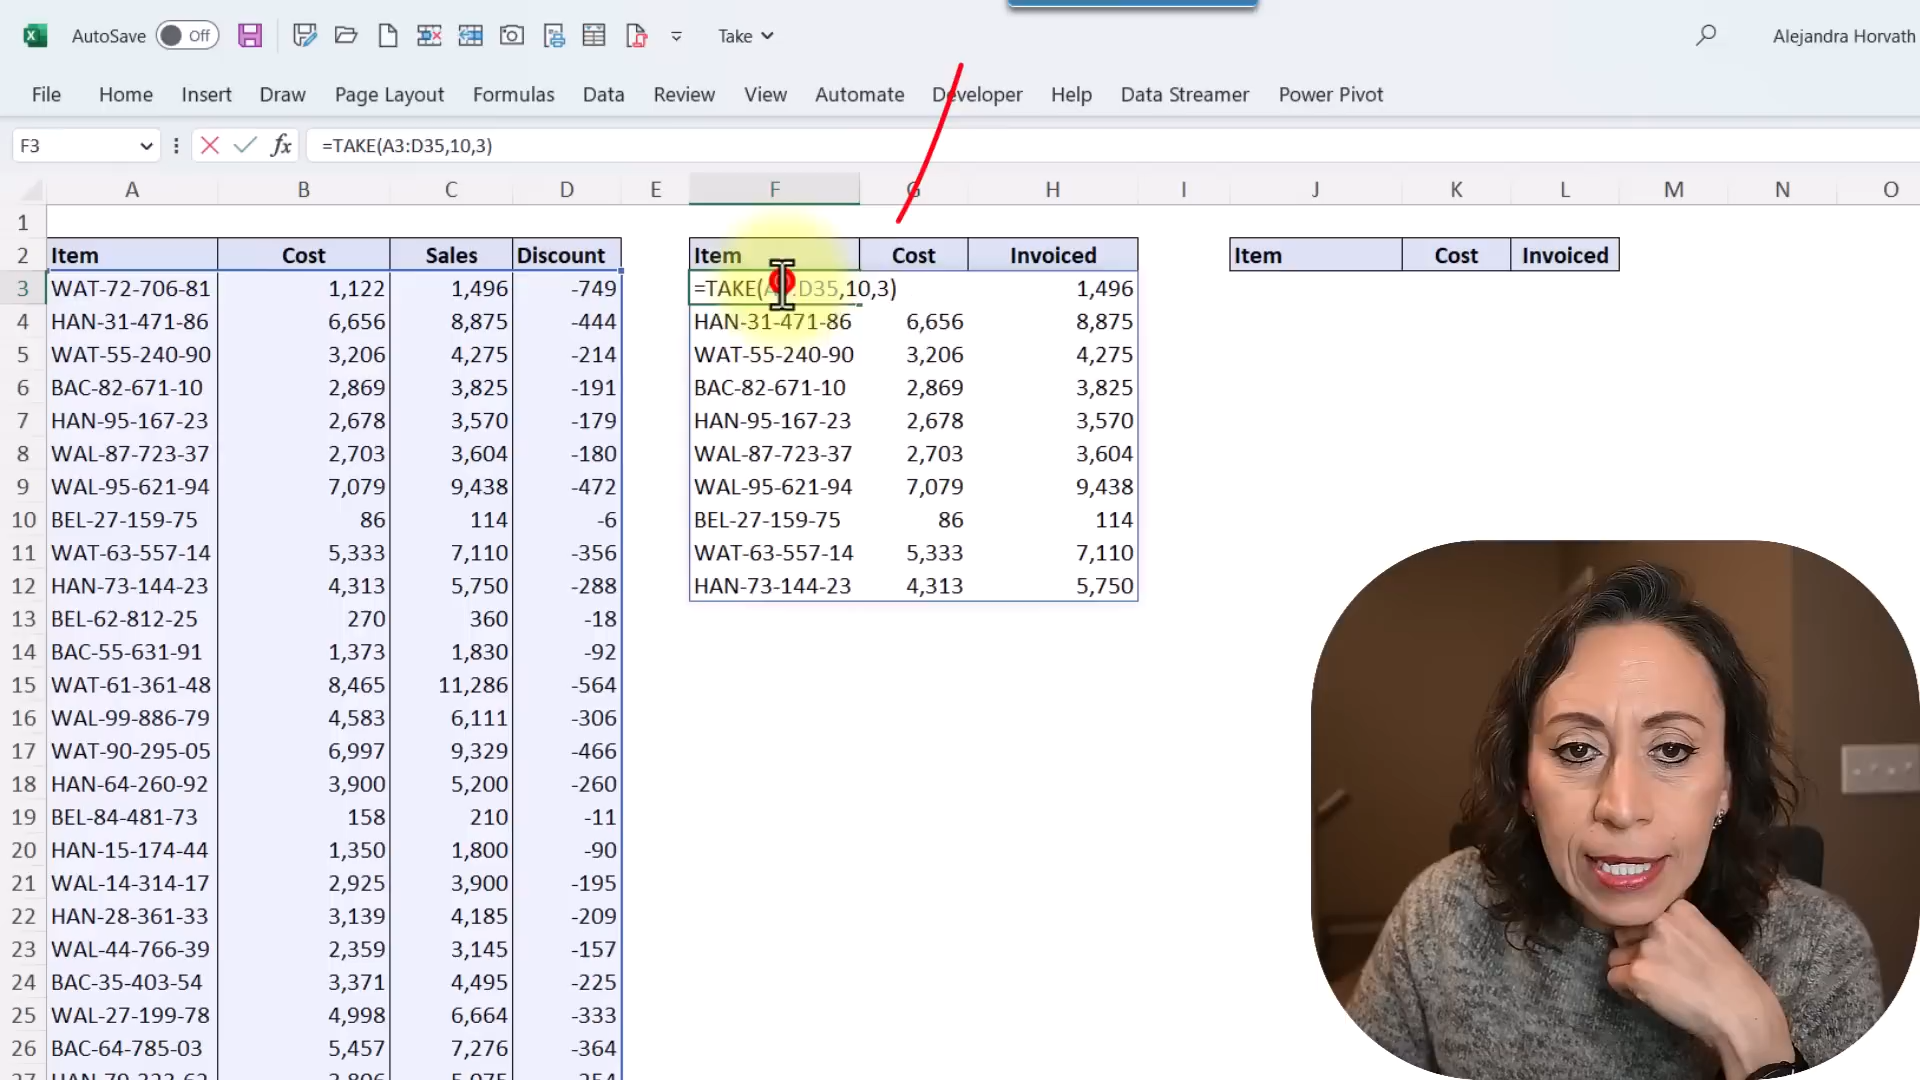 AutoSave Off Take Alejandra Horvath
File Home Insert Draw Page Layout Formulas Data Review View Automate Developer Help Data Streamer Power Pivot
F3 fx =TAKE(A3:D35,10,3)
A B C D E F G H I J K L M N O
1
2 Item Cost Sales Discount Item Cost Invoiced Item Cost Invoiced
3 WAT-72-706-81 1,122 1,496 -749 =TAKE(A3:D35,10,3) 1,496
4 HAN-31-471-86 6,656 8,875 -444 HAN-31-471-86 6,656 8,875
5 WAT-55-240-90 3,206 4,275 -214 WAT-55-240-90 3,206 4,275
6 BAC-82-671-10 2,869 3,825 -191 BAC-82-671-10 2,869 3,825
7 HAN-95-167-23 2,678 3,570 -179 HAN-95-167-23 2,678 3,570
8 WAL-87-723-37 2,703 3,604 -180 WAL-87-723-37 2,703 3,604
9 WAL-95-621-94 7,079 9,438 -472 WAL-95-621-94 7,079 9,438
10 BEL-27-159-75 86 114 -6 BEL-27-159-75 86 114
11 WAT-63-557-14 5,333 7,110 -356 WAT-63-557-14 5,333 7,110
12 HAN-73-144-23 4,313 5,750 -288 HAN-73-144-23 4,313 5,750
13 BEL-62-812-25 270 360 -18
14 BAC-55-631-91 1,373 1,830 -92
15 WAT-61-361-48 8,465 11,286 -564
16 WAL-99-886-79 4,583 6,111 -306
17 WAT-90-295-05 6,997 9,329 -466
18 HAN-64-260-92 3,900 5,200 -260
19 BEL-84-481-73 158 210 -11
20 HAN-15-174-44 1,350 1,800 -90
21 WAL-14-314-17 2,925 3,900 -195
22 HAN-28-361-33 3,139 4,185 -209
23 WAL-44-766-39 2,359 3,145 -157
24 BAC-35-403-54 3,371 4,495 -225
25 WAL-27-199-78 4,998 6,664 -333
26 BAC-64-785-03 5,457 7,276 -364